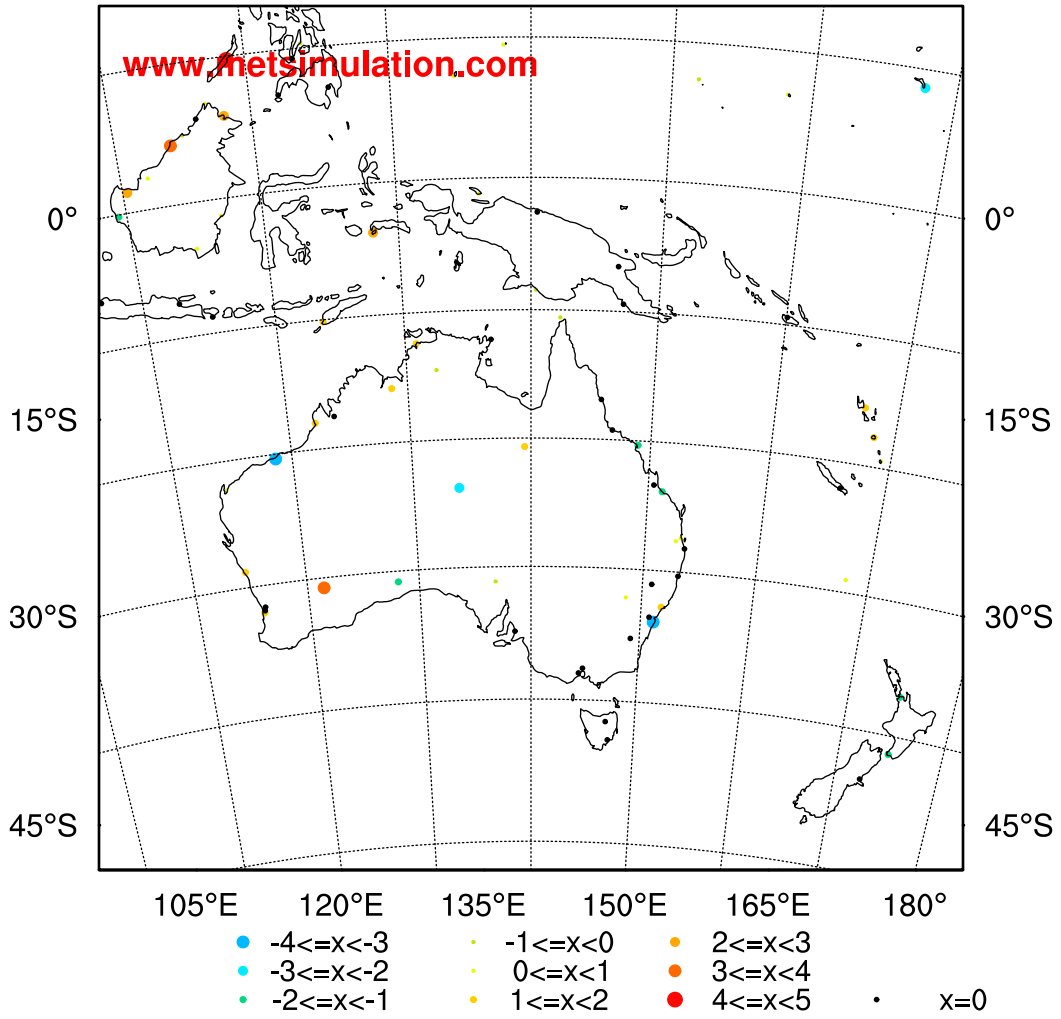 www.metsimulation.com
0° 0°
15°S 15°S
30°S 30°S
45°S 45°S
105°E 120°E 135°E 150°E 165°E 180°
-4<=x<-3 -1<=x<0 2<=x<3
-3<=x<-2 0<=x<1 3<=x<4
-2<=x<-1 1<=x<2 4<=x<5 x=0